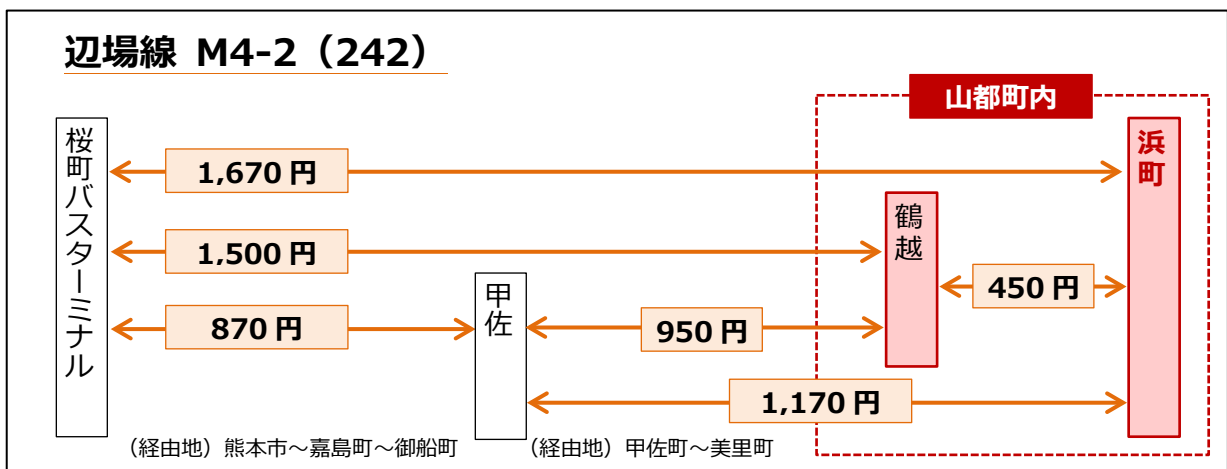 辺場線 M4-2（242）
山都町内
桜町バスターミナル
浜町
1,670 円
鶴越
1,500 円
甲佐
450 円
870 円
950 円
1,170 円
（経由地）熊本市～嘉島町～御船町
（経由地）甲佐町～美里町